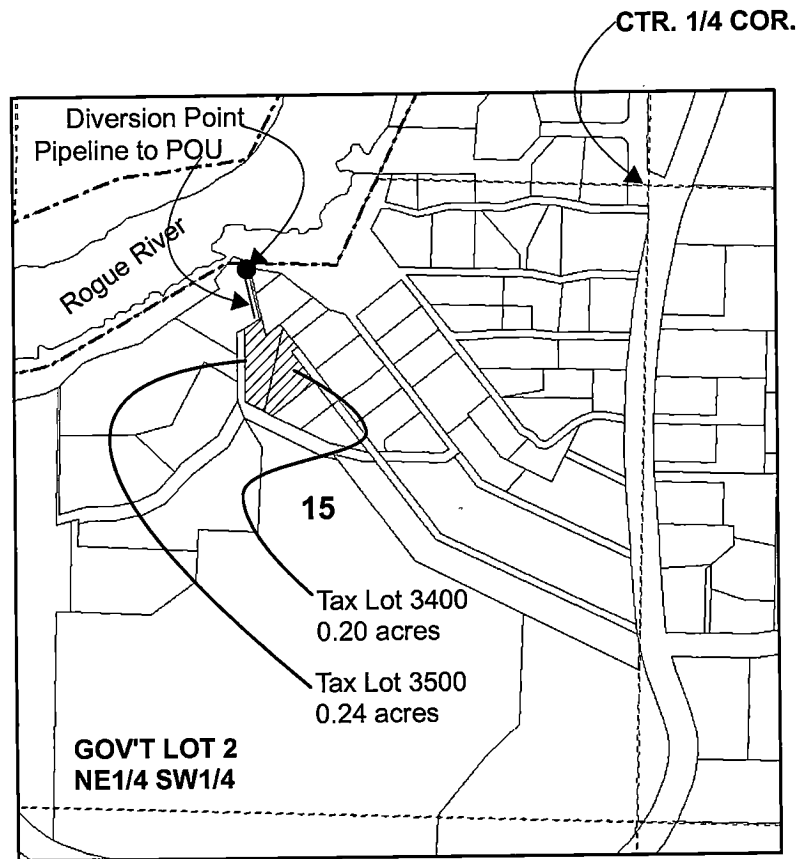 CTR. 1/4 COR.
Diversion Point
Pipeline to POU
Rogue River
15
Tax Lot 3400
0.20 acres
Tax Lot 3500
0.24 acres
GOV'T LOT 2
NE1/4 SW1/4